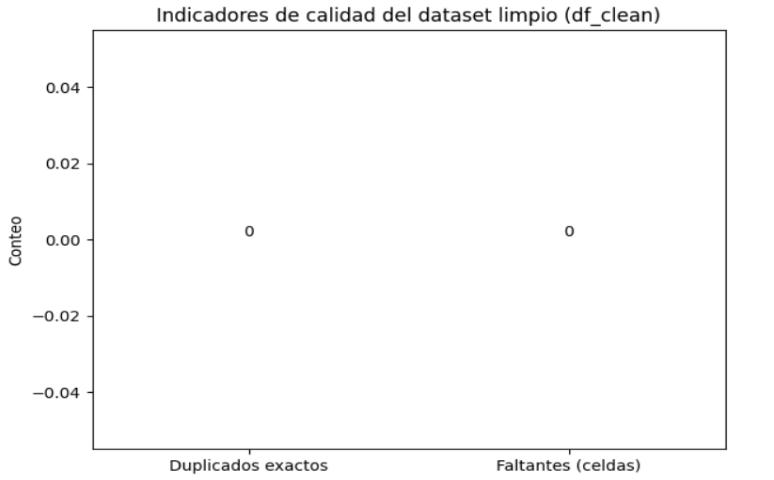 Indicadores de calidad del dataset limpio (df_clean)
0.04
0.02
0.00
−0.02
−0.04
Conteo
0
0
Duplicados exactos
Faltantes (celdas)